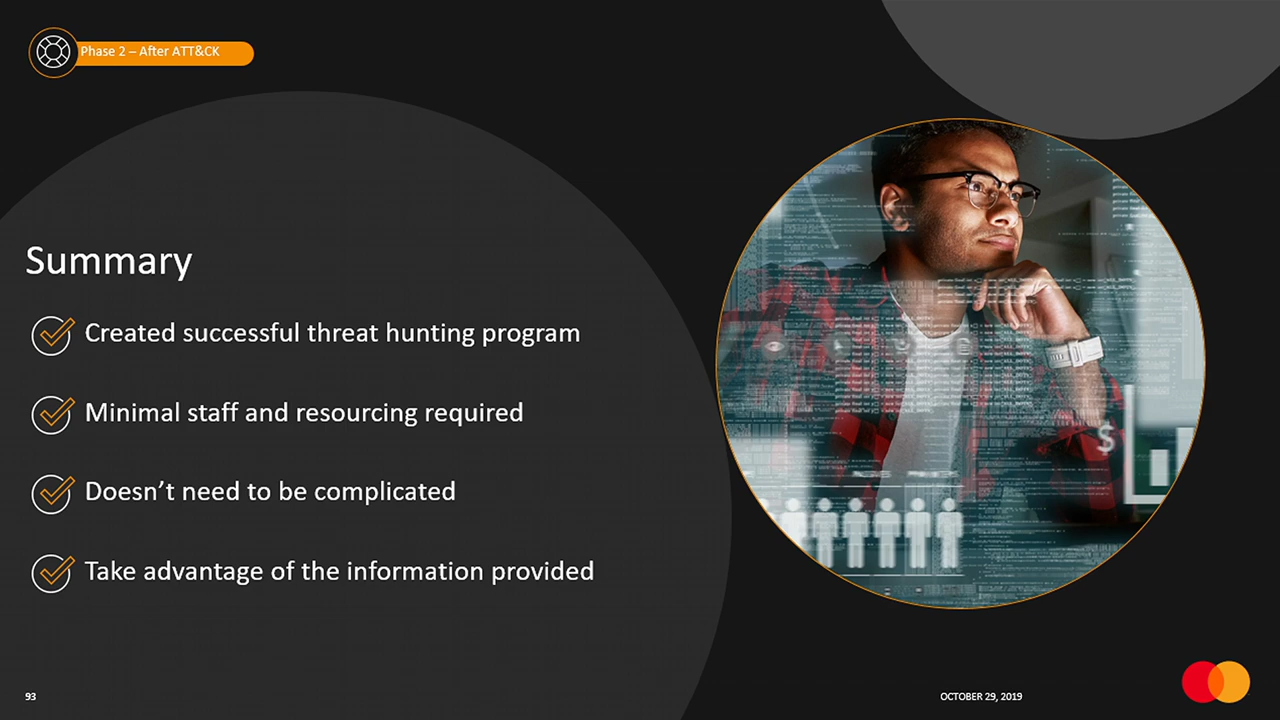 Phase 2 – After ATT&CK
Summary
Created successful threat hunting program
Minimal staff and resourcing required
Doesn’t need to be complicated
Take advantage of the information provided
$
93
OCTOBER 29, 2019